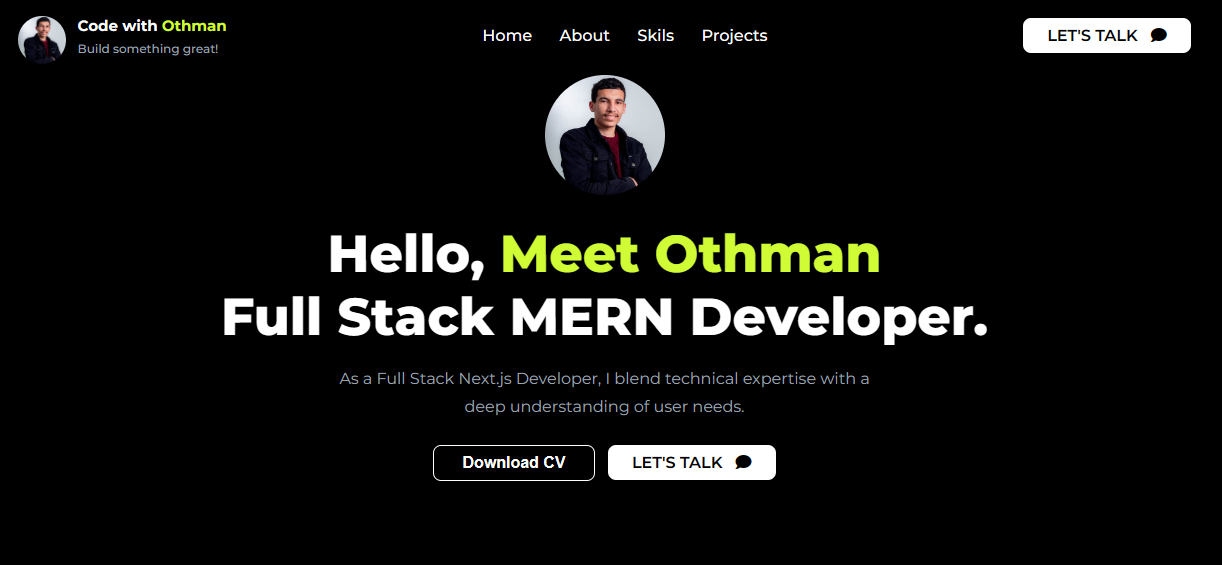 Code with Othman
Build something great!
Home About Skils Projects
LET'S TALK
Hello, Meet Othman
Full Stack MERN Developer.
As a Full Stack Next.js Developer, I blend technical expertise with a
deep understanding of user needs.
Download CV
LET'S TALK